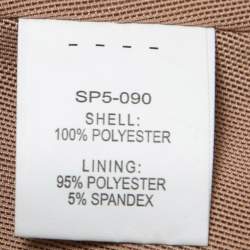 - - - -
SP5-090
SHELL:
100% POLYESTER
LINING:
95% POLYESTER
5% SPANDEX